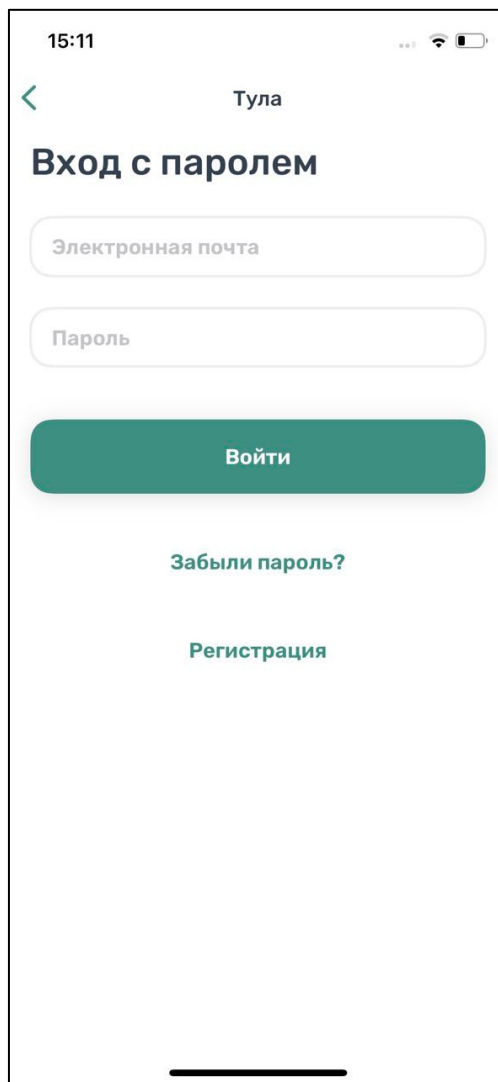 15:11
Тула
Вход с паролем
Электронная почта
Пароль
Войти
Забыли пароль?
Регистрация